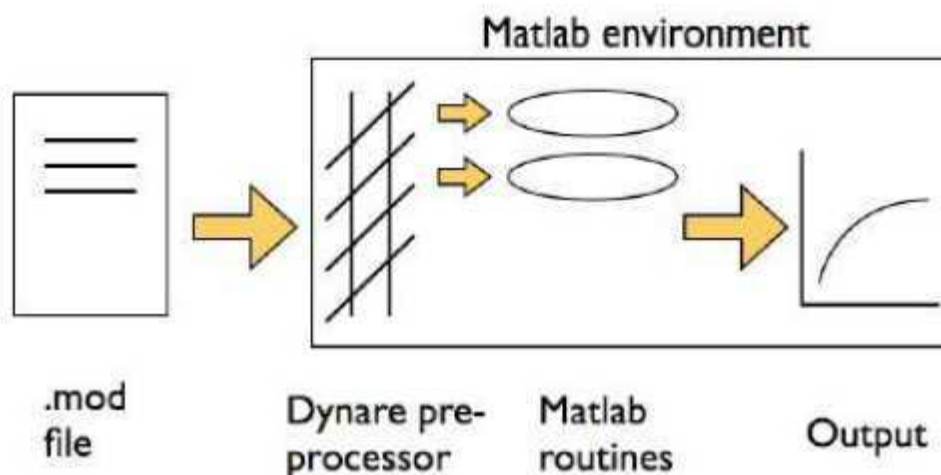 Matlab environment
.mod
file
Dynare pre-
processor
Matlab
routines
Output